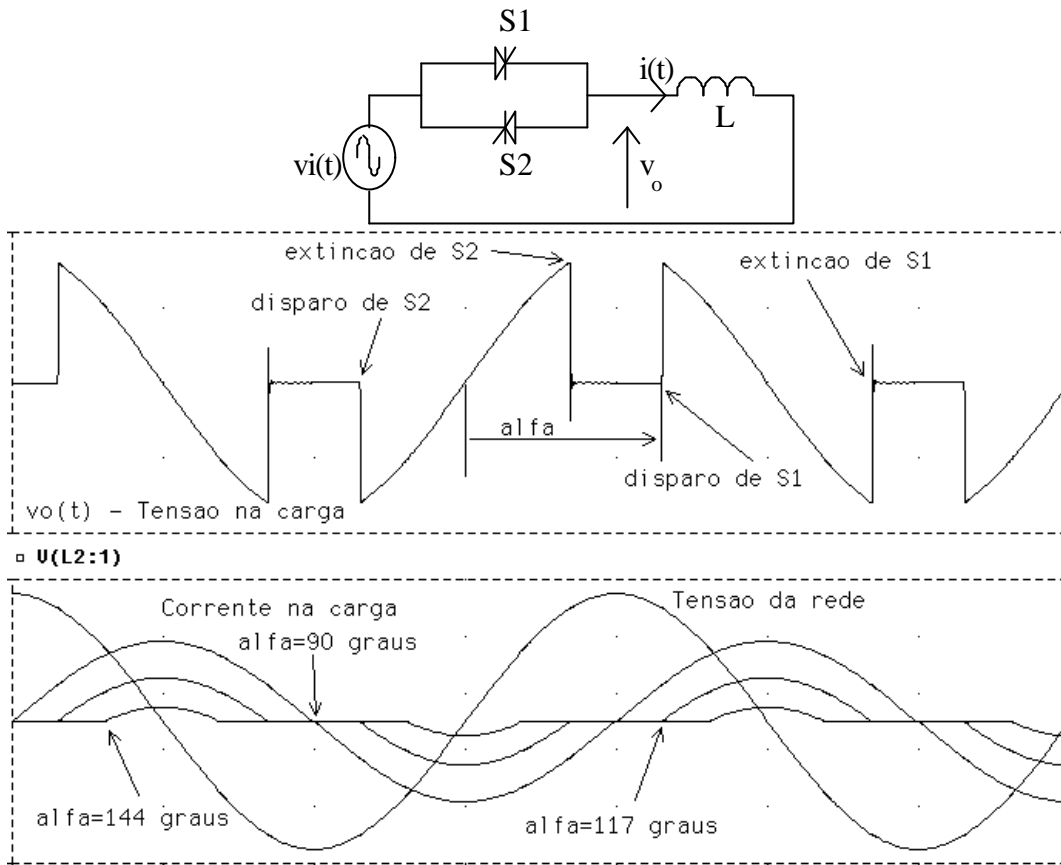 S1
i(t)
L
vi(t)
S2
vo
extincao de S2
extincao de S1
disparo de S2
alfa
disparo de S1
vo(t) - Tensao na carga
V(L2:1)
Corrente na carga
Tensao da rede
alfa=90 graus
alfa=144 graus
alfa=117 graus